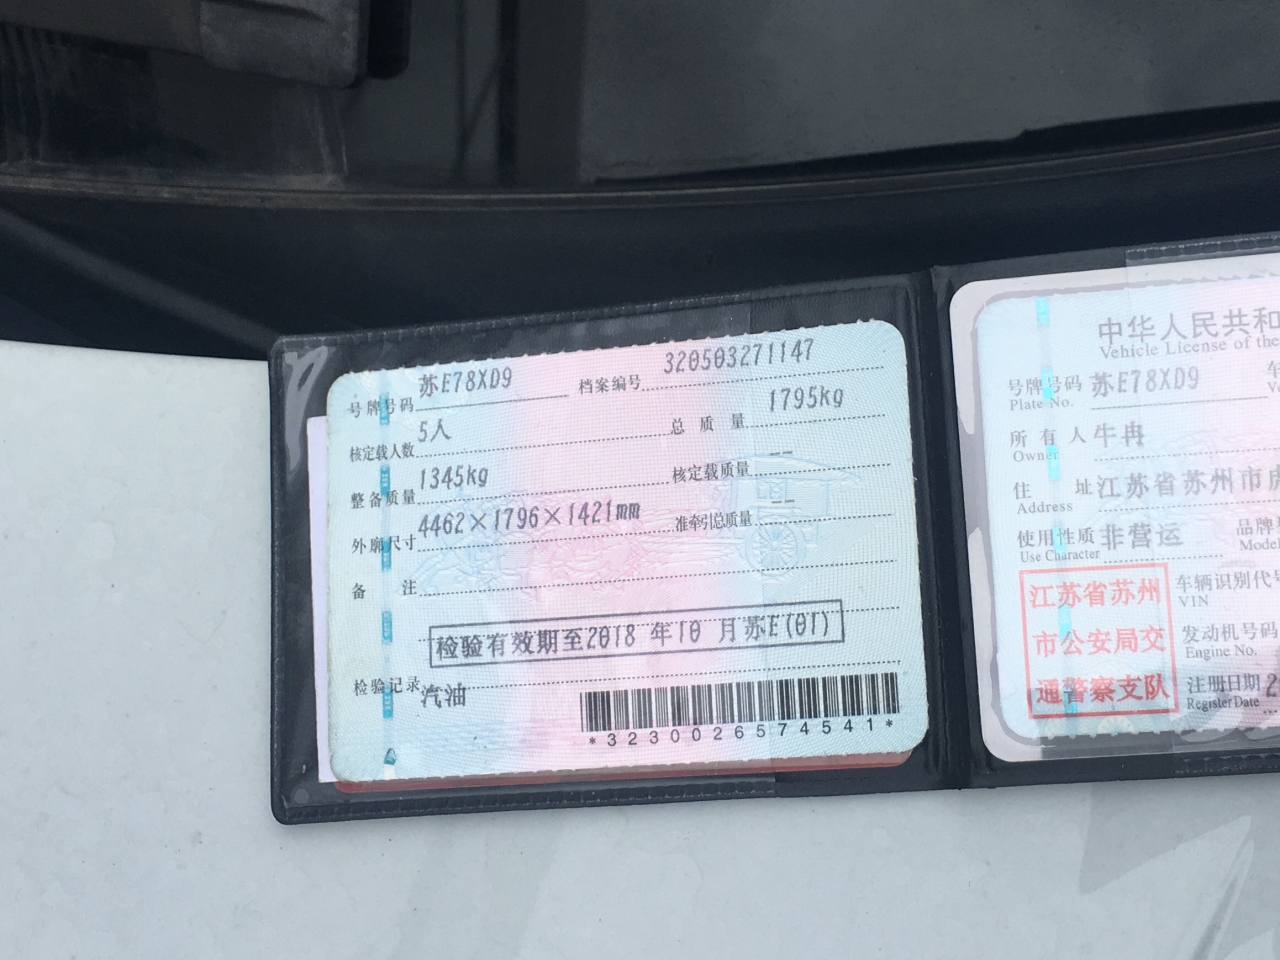 号牌号码 苏E78XD9 档案编号 320503271147
核定载人数 5人 总质量 1795kg
整备质量 1345kg 核定载质量 --
外廓尺寸 4462×1796×1421mm 准牵引总质量 --
备注
检验有效期至2018年10月苏E(01)
检验记录 汽油
*3230026574541*
中华人民共和
Vehicle License of the
号牌号码 苏E78XD9
Plate No.
所有人 牛冉
Owner
住址 江苏省苏州市虎
Address
使用性质 非营运 品牌
Use Character Model
江苏省苏州
市公安局交
通警察支队
车辆识别代号
VIN
发动机号码
Engine No.
注册日期 2
Register Date